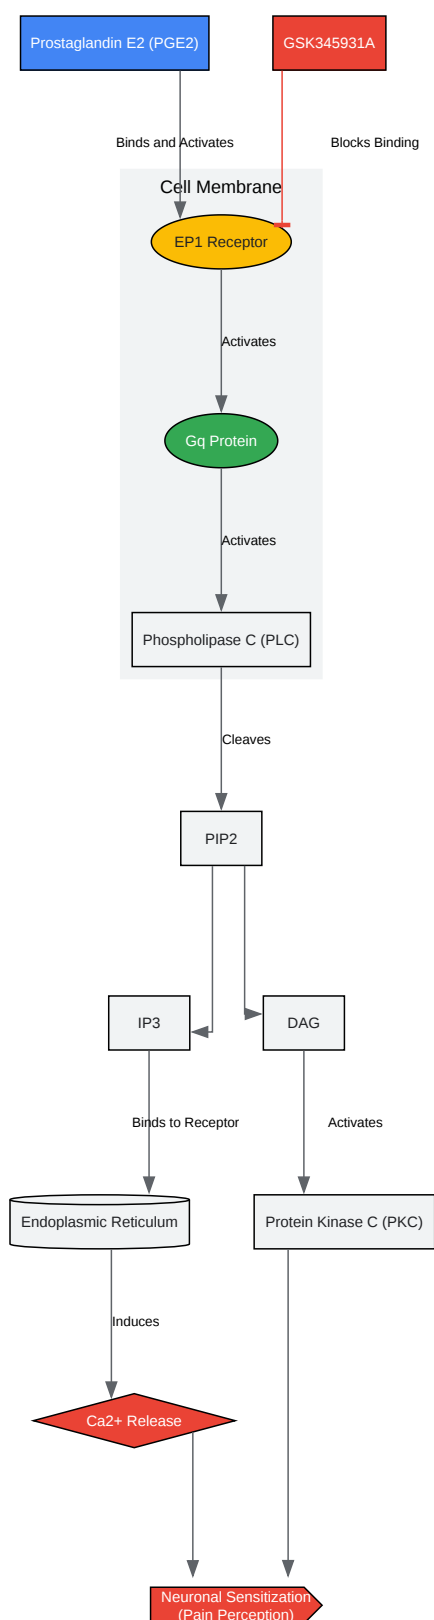 Prostaglandin E2 (PGE2)
GSK345931A
Binds and Activates
Blocks Binding
Cell Membrane
EP1 Receptor
Activates
Gq Protein
Activates
Phospholipase C (PLC)
Cleaves
PIP2
IP3
DAG
Binds to Receptor
Activates
Endoplasmic Reticulum
Protein Kinase C (PKC)
Induces
Ca2+ Release
Neuronal Sensitization
(Pain Perception)